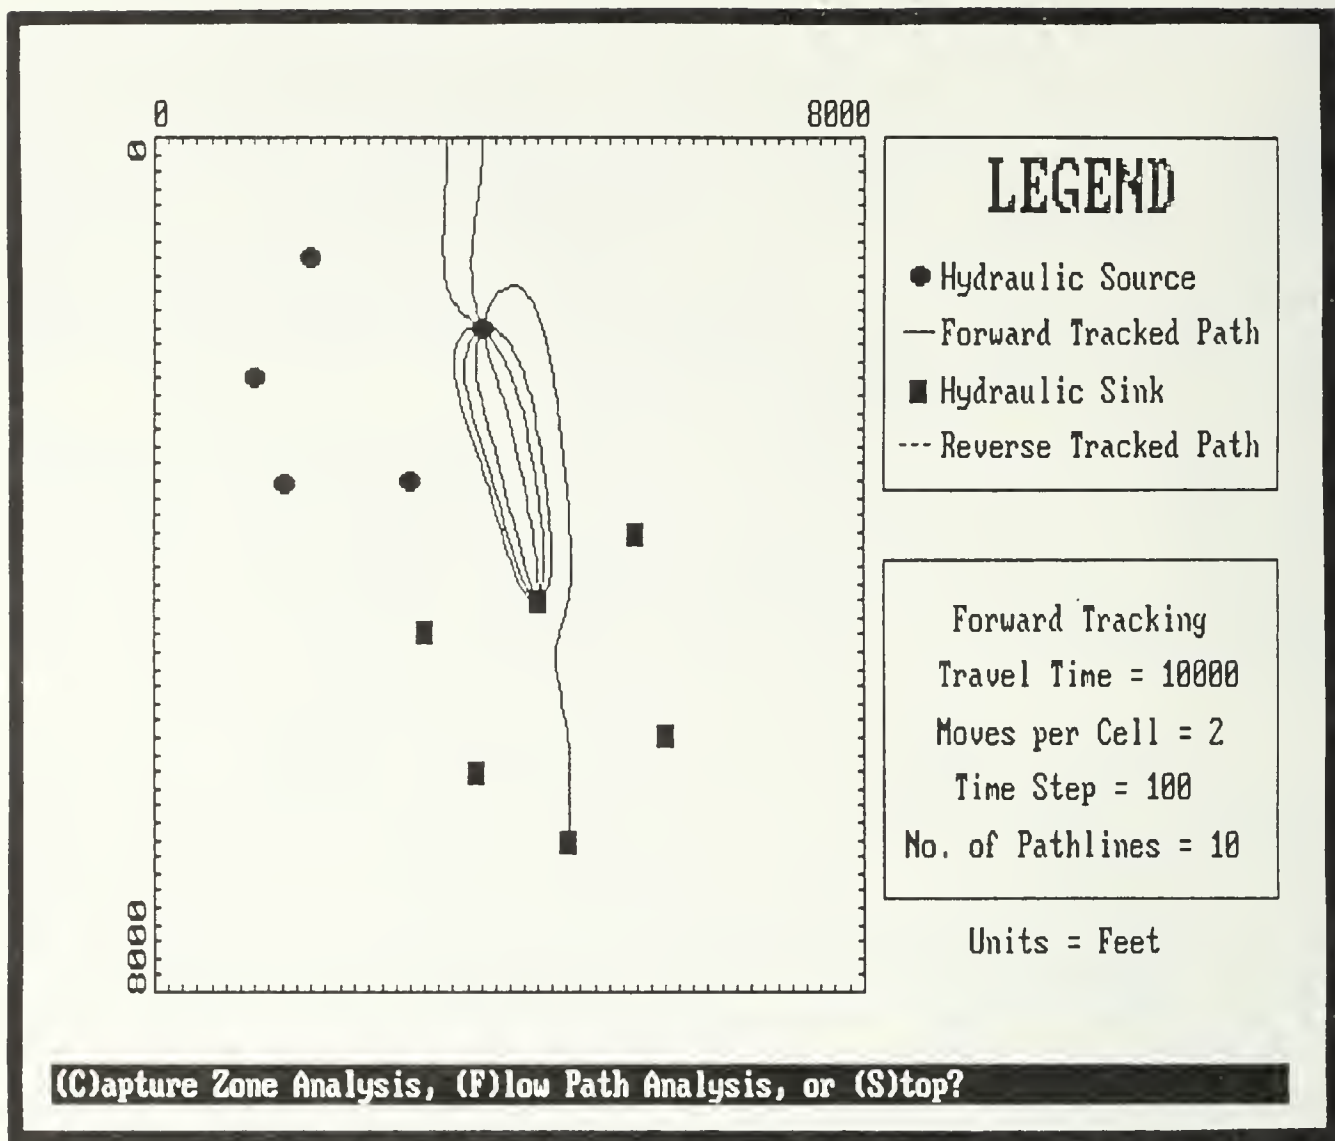 0 8000
0
8000
LEGEND
Hydraulic Source
Forward Tracked Path
Hydraulic Sink
Reverse Tracked Path
Forward Tracking
Travel Time = 10000
Moves per Cell = 2
Time Step = 100
No. of Pathlines = 10
Units = Feet
(C)apture Zone Analysis, (F)low Path Analysis, or (S)top?